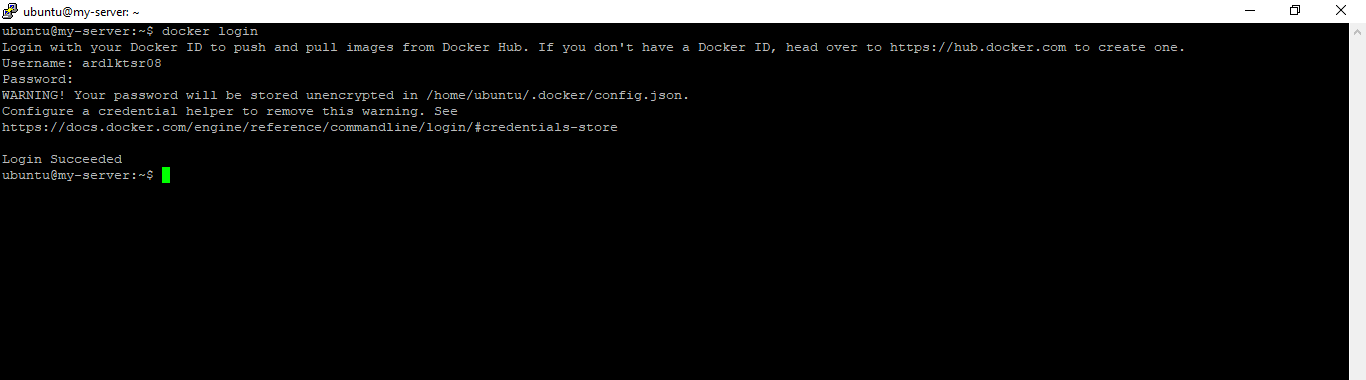 ubuntu@my-server: ~
ubuntu@my-server:~$ docker login
Login with your Docker ID to push and pull images from Docker Hub. If you don't have a Docker ID, head over to https://hub.docker.com to create one.
Username: ardlktsr08
Password:
WARNING! Your password will be stored unencrypted in /home/ubuntu/.docker/config.json.
Configure a credential helper to remove this warning. See
https://docs.docker.com/engine/reference/commandline/login/#credentials-store
Login Succeeded
ubuntu@my-server:~$